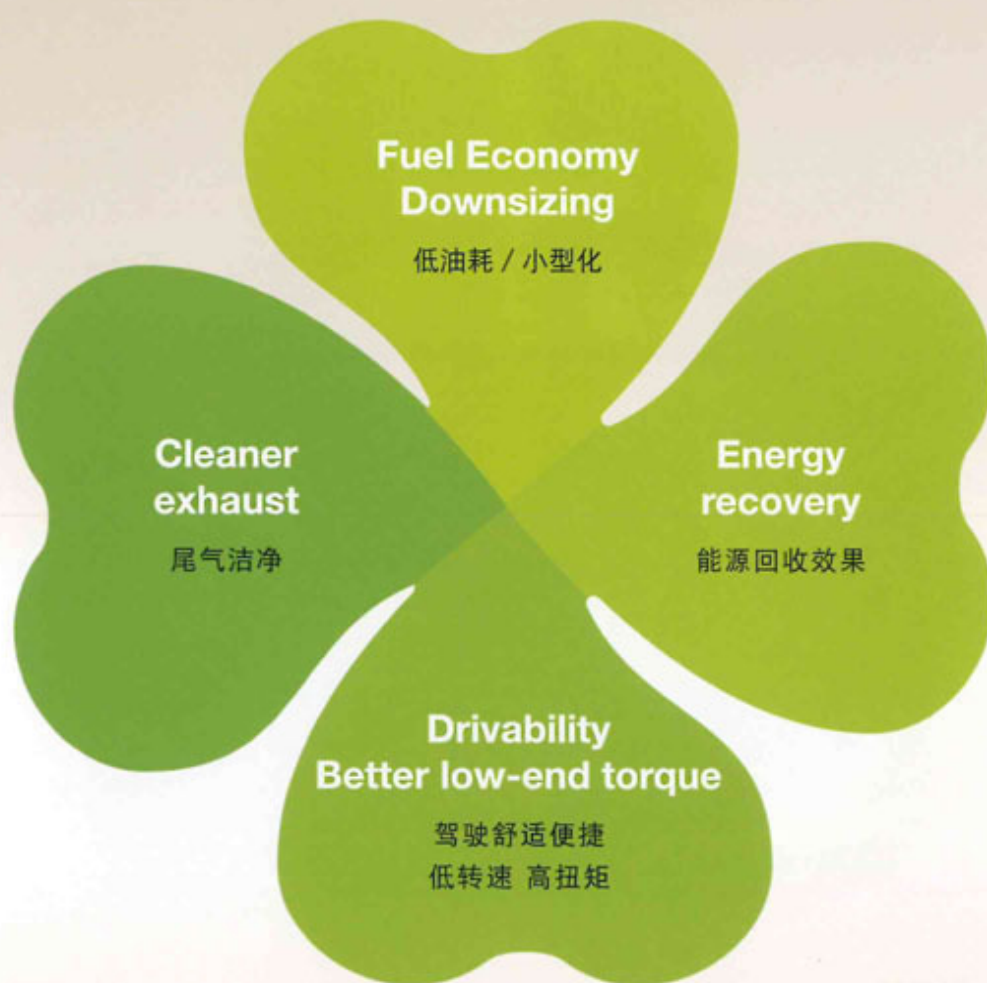 Fuel Economy
Downsizing
低油耗 / 小型化
Cleaner
exhaust
尾气洁净
Energy
recovery
能源回收效果
Drivability
Better low-end torque
驾驶舒适便捷
低转速 高扭矩